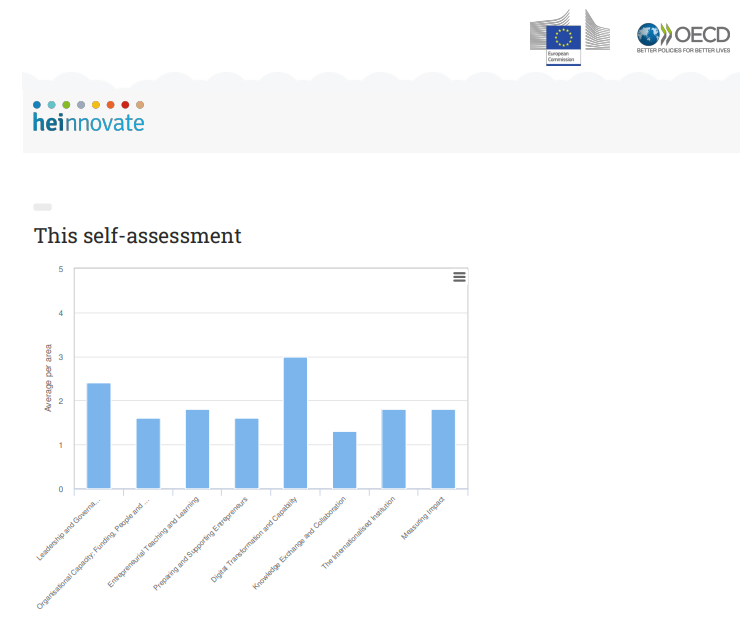 European
Commission
OECD
BETTER POLICIES FOR BETTER LIVES
heinnovate
This self-assessment
Average per area
5
4
3
2
1
0
Leadership and Governa...
Organisational Capacity: Funding, People and ...
Entrepreneurial Teaching and Learning
Preparing and Supporting Entrepreneurs
Digital Transformation and Capability
Knowledge Exchange and Collaboration
The Internationalised Institution
Measuring Impact